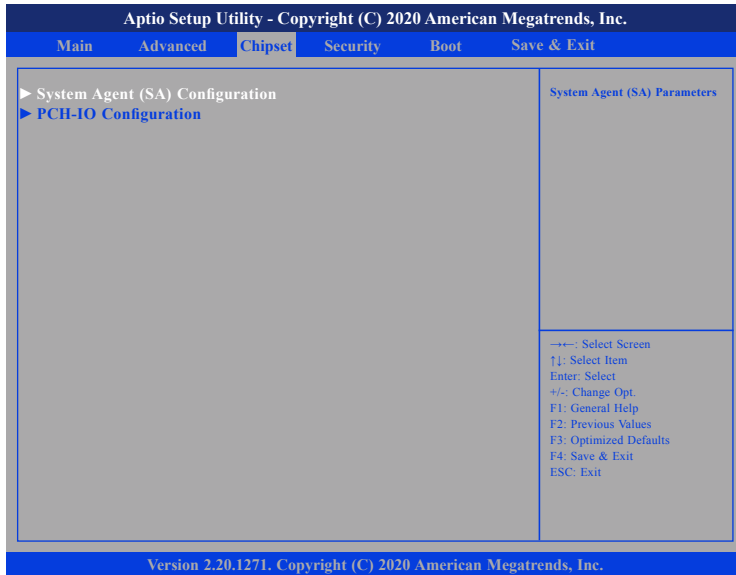 Aptio Setup Utility - Copyright (C) 2020 American Megatrends, Inc.
Main Advanced Chipset Security Boot Save & Exit
► System Agent (SA) Configuration
► PCH-IO Configuration
System Agent (SA) Parameters
→←: Select Screen
↑↓: Select Item
Enter: Select
+/-: Change Opt.
F1: General Help
F2: Previous Values
F3: Optimized Defaults
F4: Save & Exit
ESC: Exit
Version 2.20.1271. Copyright (C) 2020 American Megatrends, Inc.